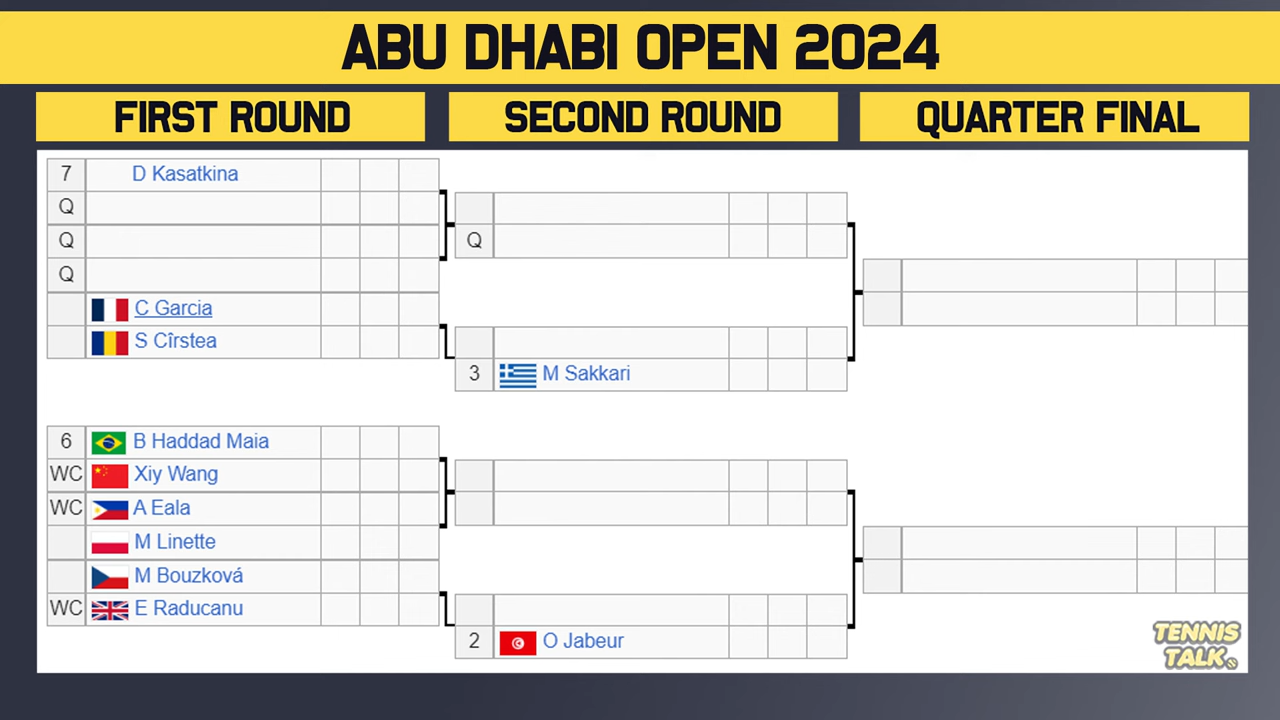 ABU DHABI OPEN 2024
FIRST ROUND
SECOND ROUND
QUARTER FINAL
7 D Kasatkina
Q
Q
Q
C Garcia
S Cîrstea
Q
3 M Sakkari
6 B Haddad Maia
WC Xiy Wang
WC A Eala
M Linette
M Bouzková
WC E Raducanu
2 O Jabeur
TENNIS
TALK